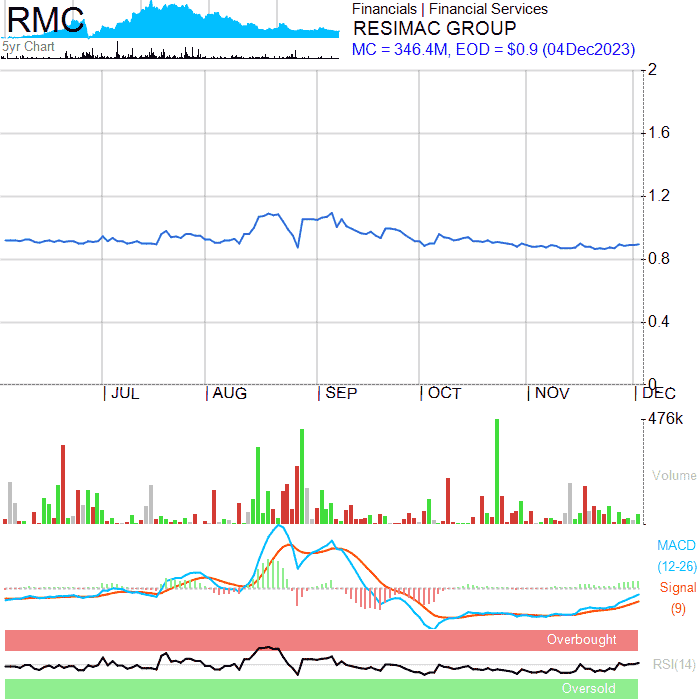 RMC
5yr Chart
Financials | Financial Services
RESIMAC GROUP
MC = 346.4M, EOD = $0.9 (04Dec2023)
2
1.6
1.2
0.8
0.4
0
JUL AUG SEP OCT NOV DEC
476k
Volume
MACD
(12-26)
Signal
(9)
Overbought
RSI(14)
Oversold